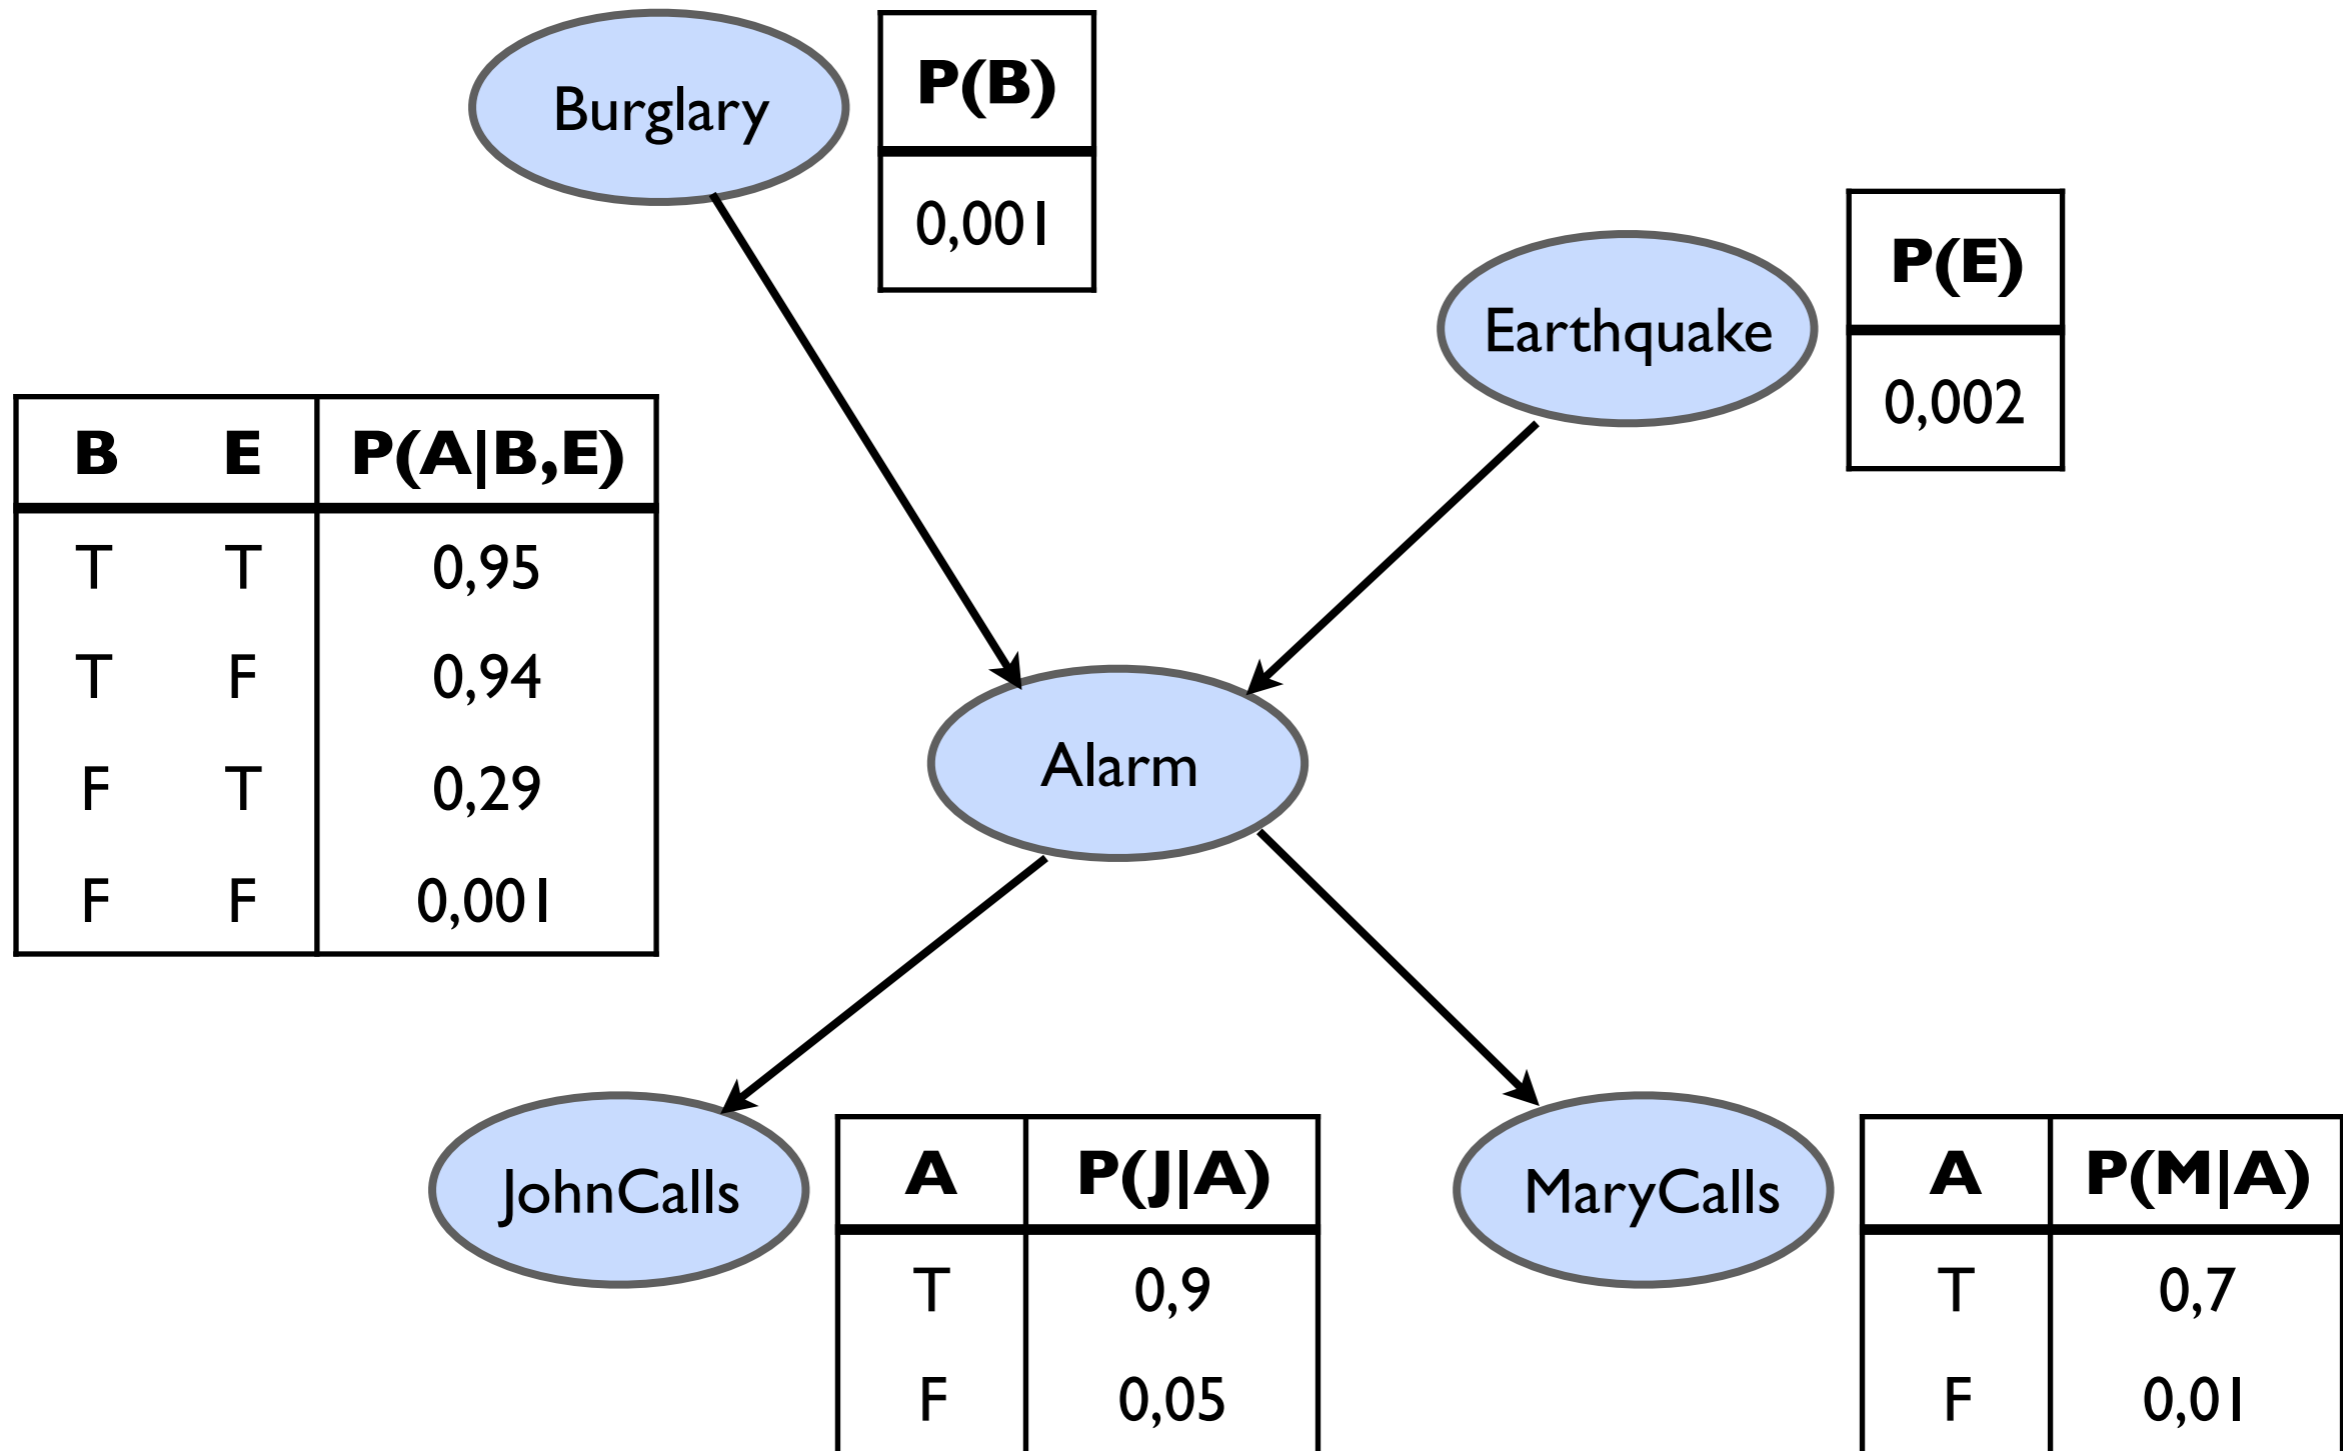 Burglary
P(B)
0,001
Earthquake
P(E)
0,002
B E P(A|B,E)
T T 0,95
T F 0,94
F T 0,29
F F 0,001
Alarm
JohnCalls
A P(J|A)
T 0,9
F 0,05
MaryCalls
A P(M|A)
T 0,7
F 0,01